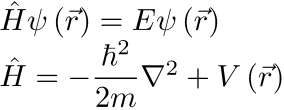 Ĥψ(r⃗) = Eψ(r⃗)
Ĥ = −ℏ²/2m ∇² + V(r⃗)